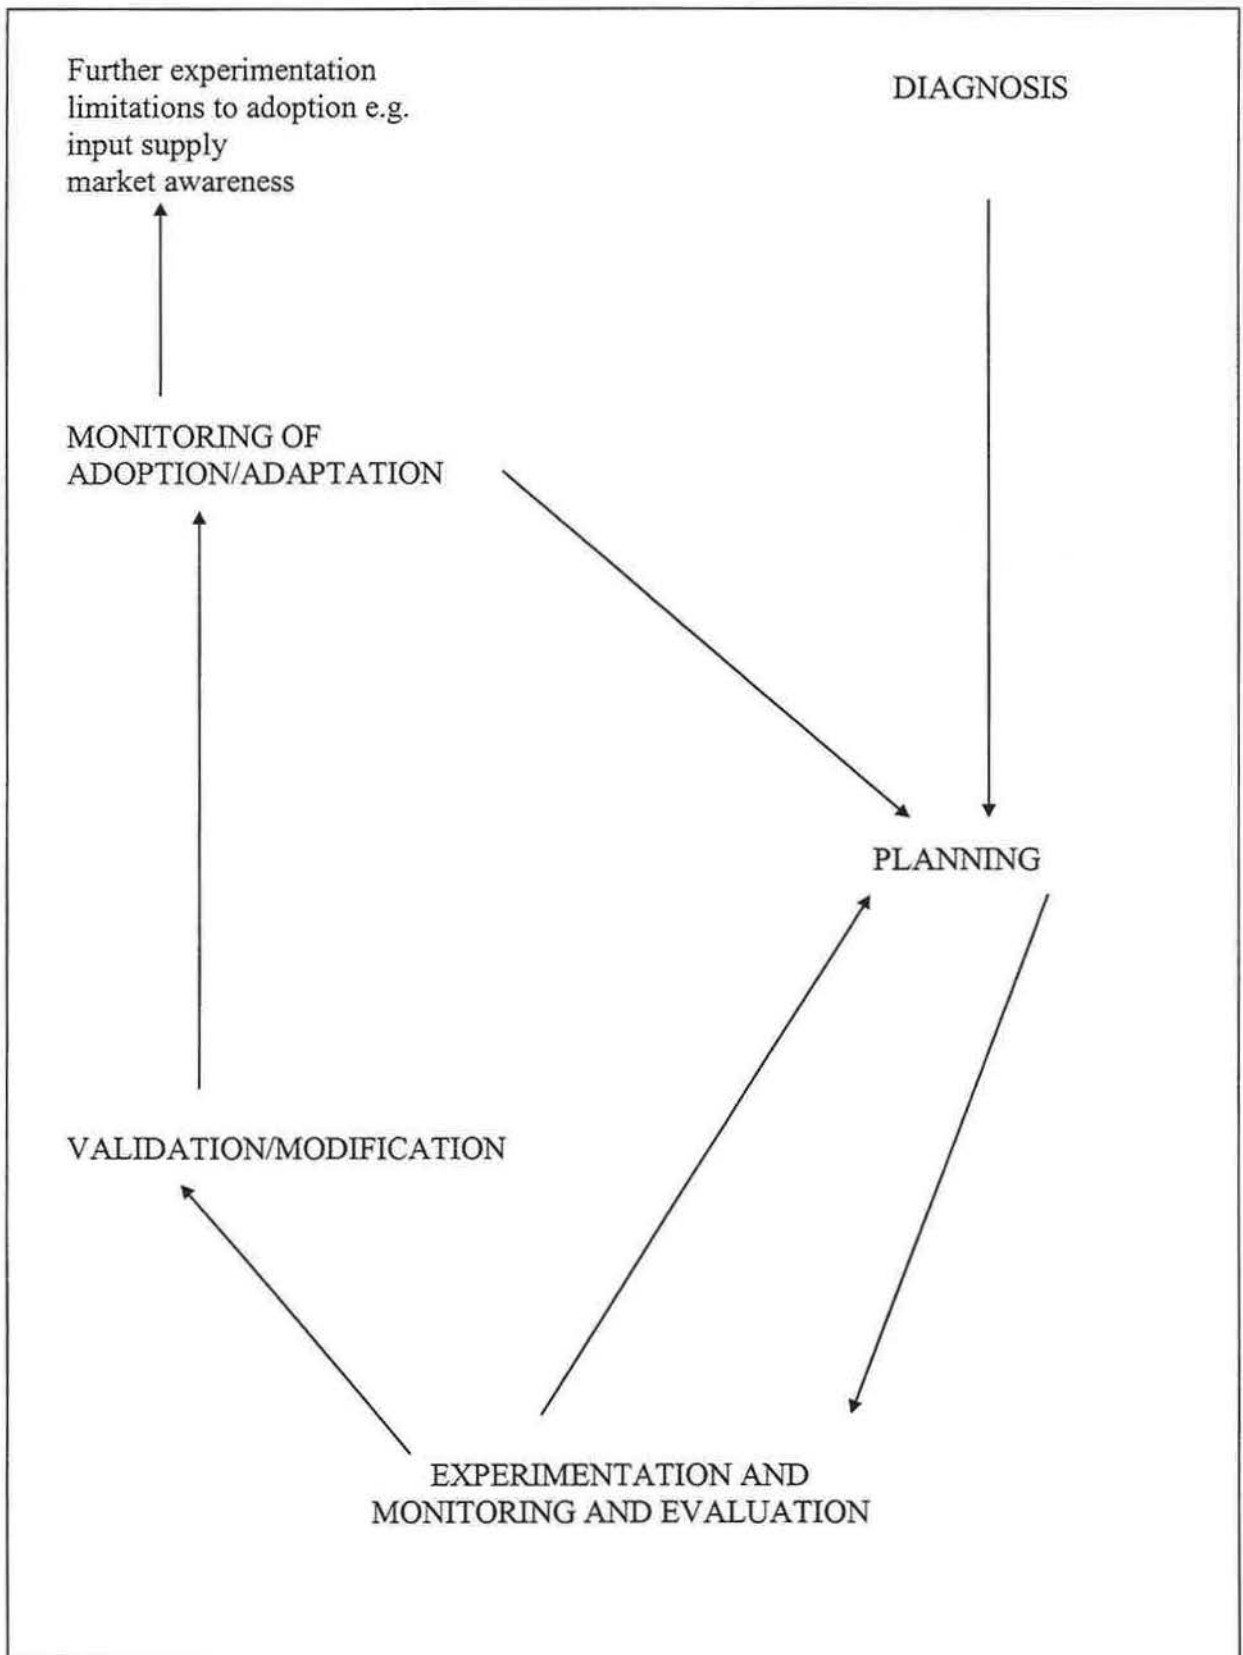 Further experimentation
limitations to adoption e.g.
input supply
market awareness
DIAGNOSIS
MONITORING OF
ADOPTION/ADAPTATION
PLANNING
VALIDATION/MODIFICATION
EXPERIMENTATION AND
MONITORING AND EVALUATION